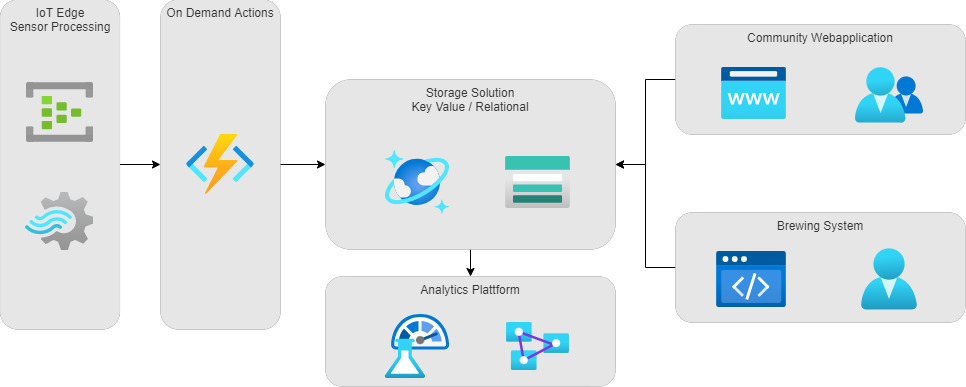 IoT Edge
Sensor Processing
On Demand Actions
Storage Solution
Key Value / Relational
Community Webapplication
WWW
Brewing System
</>
Analytics Plattform